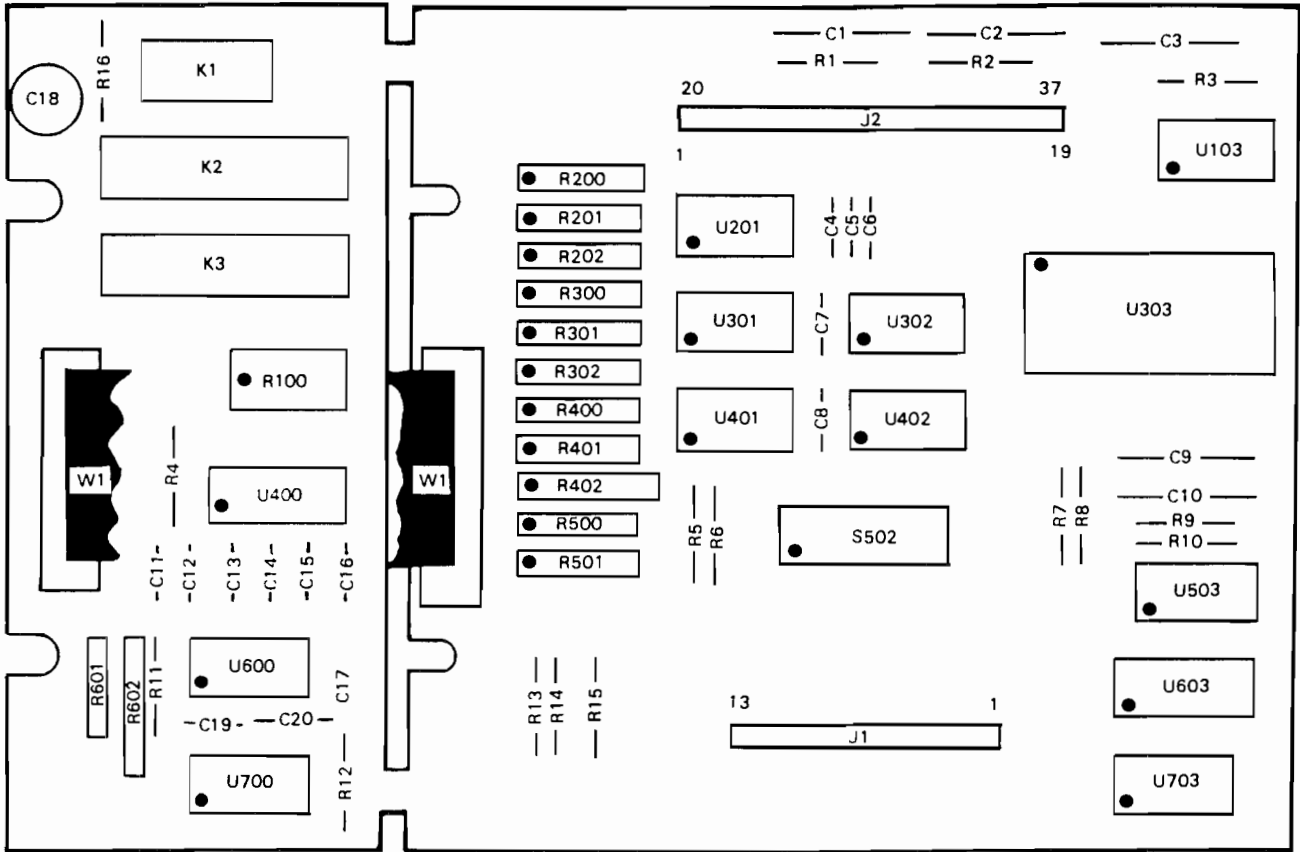 C1
C2
C3
R1
R2
R3
R16
K1
C18
20
37
J2
1
19
U103
K2
R200
R201
R202
R300
R301
R302
R400
R401
R402
R500
R501
K3
U201
C4
C5
C6
U301
C7
U302
U303
R100
U401
C8
U402
W1
R4
U400
W1
C9
C10
R9
R10
R7
R8
R5
R6
S502
C11
C12
C13
C14
C15
C16
U503
R601
R602
R11
U600
C17
C19
C20
U700
R12
R13
R14
R15
13
1
J1
U603
U703